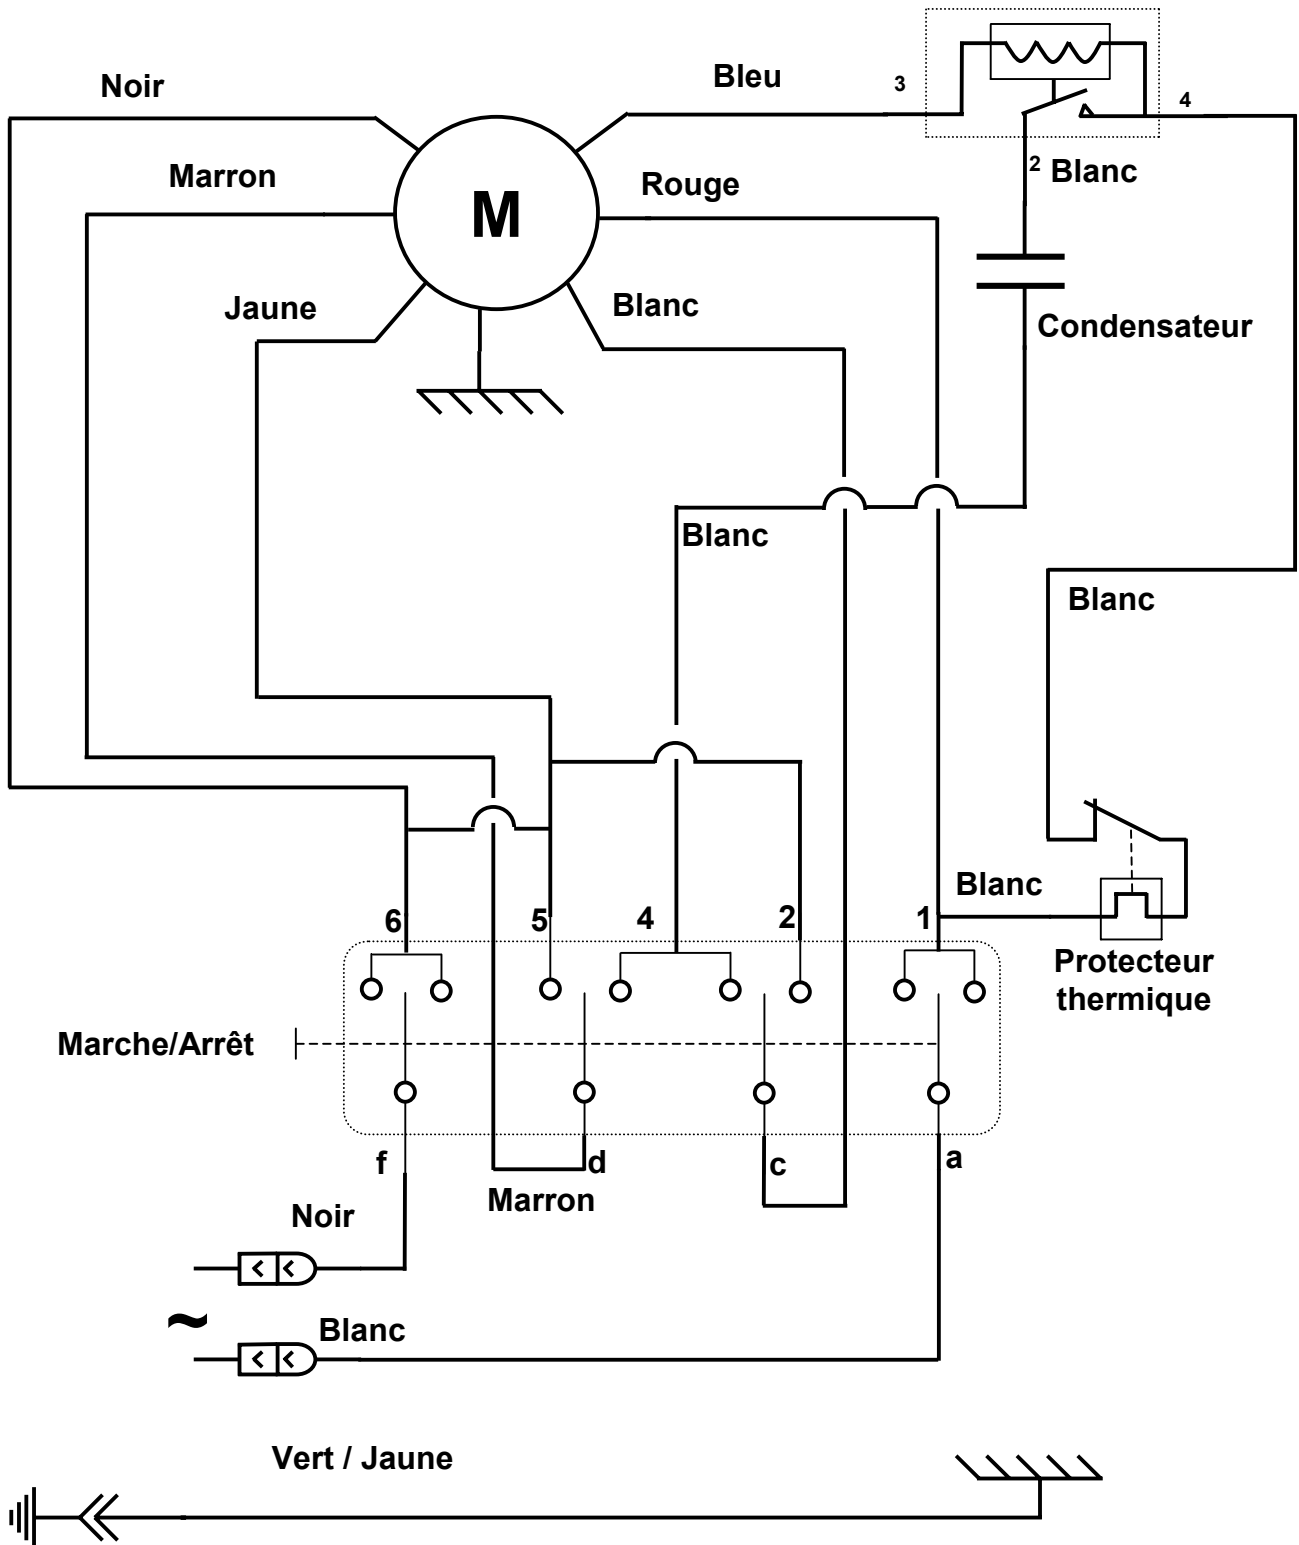 Noir
Bleu
3
4
Marron
Rouge
2 Blanc
M
Jaune
Blanc
Condensateur
Blanc
Blanc
Blanc
6
5
4
2
1
Protecteur
thermique
Marche/Arrêt
f
d
c
a
Marron
Noir
~
Blanc
Vert / Jaune